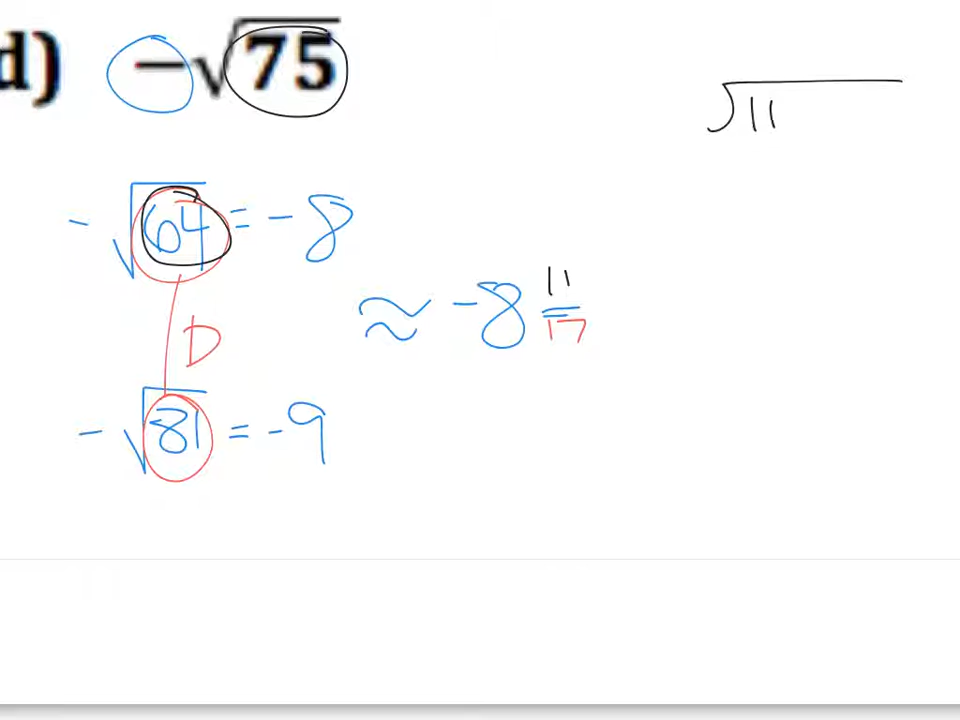 d) -√75
√11
-√64 = -8
D
≈ -8 11/17
-√81 = -9